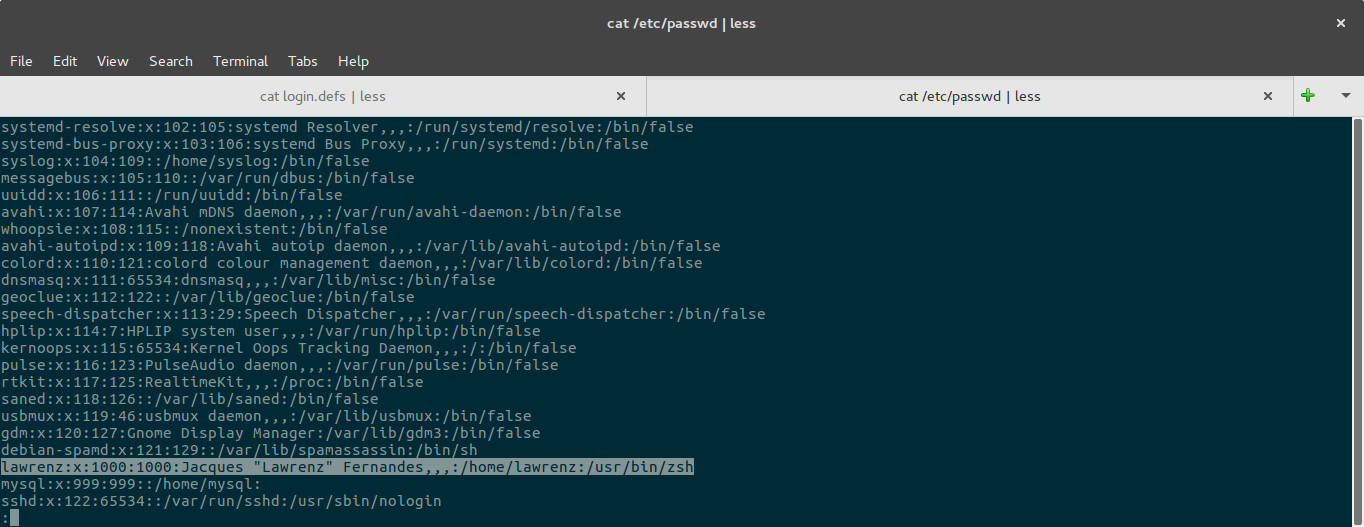 cat /etc/passwd | less
File Edit View Search Terminal Tabs Help
cat login.defs | less cat /etc/passwd | less
systemd-resolve:x:102:105:systemd Resolver,,,:/run/systemd/resolve:/bin/false
systemd-bus-proxy:x:103:106:systemd Bus Proxy,,,:/run/systemd:/bin/false
syslog:x:104:109::/home/syslog:/bin/false
messagebus:x:105:110::/var/run/dbus:/bin/false
uuidd:x:106:111::/run/uuidd:/bin/false
avahi:x:107:114:Avahi mDNS daemon,,,:/var/run/avahi-daemon:/bin/false
whoopsie:x:108:115::/nonexistent:/bin/false
avahi-autoipd:x:109:118:Avahi autoip daemon,,,:/var/lib/avahi-autoipd:/bin/false
colord:x:110:121:colord colour management daemon,,,:/var/lib/colord:/bin/false
dnsmasq:x:111:65534:dnsmasq,,,:/var/lib/misc:/bin/false
geoclue:x:112:122::/var/lib/geoclue:/bin/false
speech-dispatcher:x:113:29:Speech Dispatcher,,,:/var/run/speech-dispatcher:/bin/false
hplip:x:114:7:HPLIP system user,,,:/var/run/hplip:/bin/false
kernoops:x:115:65534:Kernel Oops Tracking Daemon,,,:/:/bin/false
pulse:x:116:123:PulseAudio daemon,,,:/var/run/pulse:/bin/false
rtkit:x:117:125:RealtimeKit,,,:/proc:/bin/false
saned:x:118:126::/var/lib/saned:/bin/false
usbmux:x:119:46:usbmux daemon,,,:/var/lib/usbmux:/bin/false
gdm:x:120:127:Gnome Display Manager:/var/lib/gdm3:/bin/false
debian-spamd:x:121:129::/var/lib/spamassassin:/bin/sh
lawrenz:x:1000:1000:Jacques "Lawrenz" Fernandes,,,:/home/lawrenz:/usr/bin/zsh
mysql:x:999:999::/home/mysql:
sshd:x:122:65534::/var/run/sshd:/usr/sbin/nologin
: